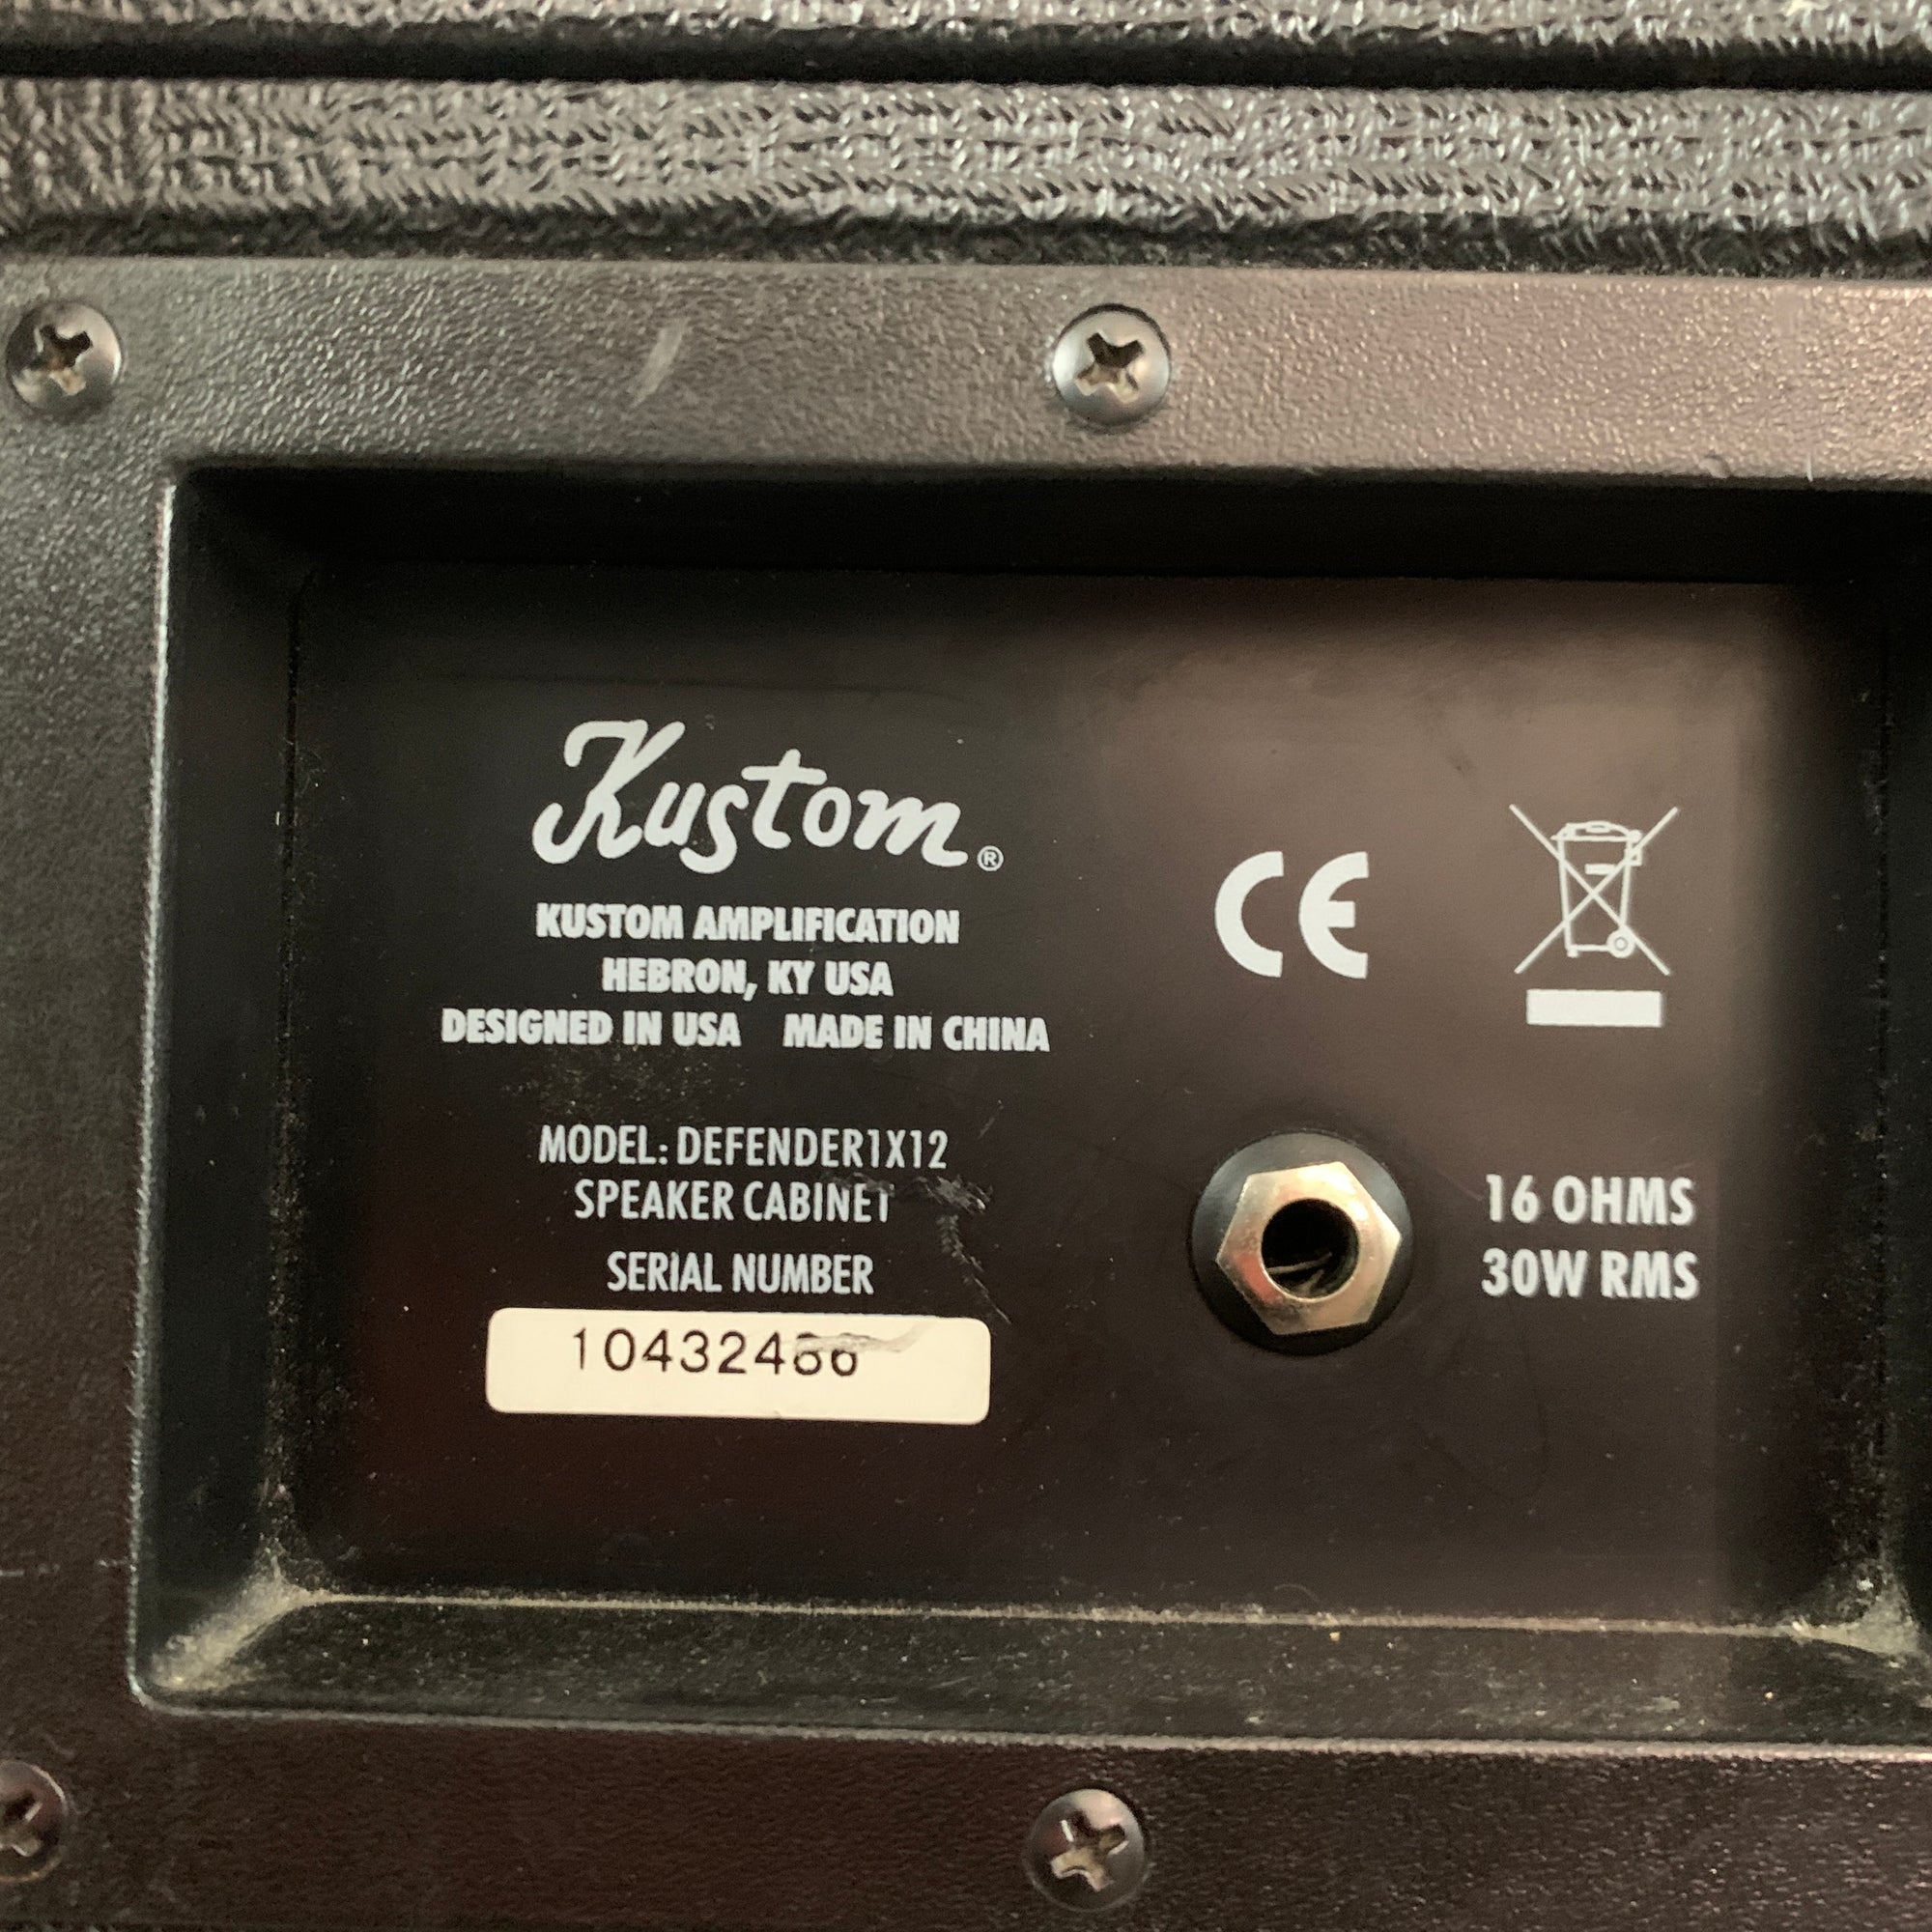 Kustom®
KUSTOM AMPLIFICATION
HEBRON, KY USA
DESIGNED IN USA MADE IN CHINA
MODEL: DEFENDER1X12
SPEAKER CABINET
SERIAL NUMBER
CE
16 OHMS
30W RMS